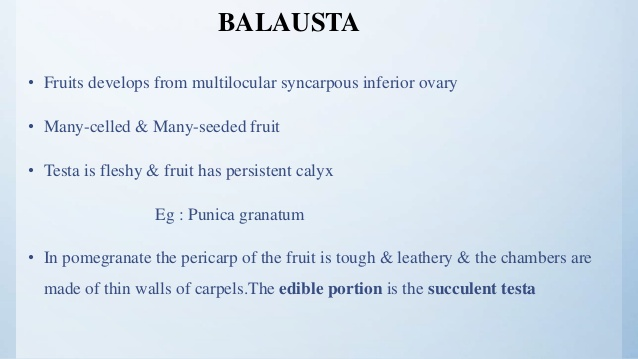 BALAUSTA
• Fruits develops from multilocular syncarpous inferior ovary
• Many-celled & Many-seeded fruit
• Testa is fleshy & fruit has persistent calyx
Eg : Punica granatum
• In pomegranate the pericarp of the fruit is tough & leathery & the chambers are
made of thin walls of carpels.The edible portion is the succulent testa